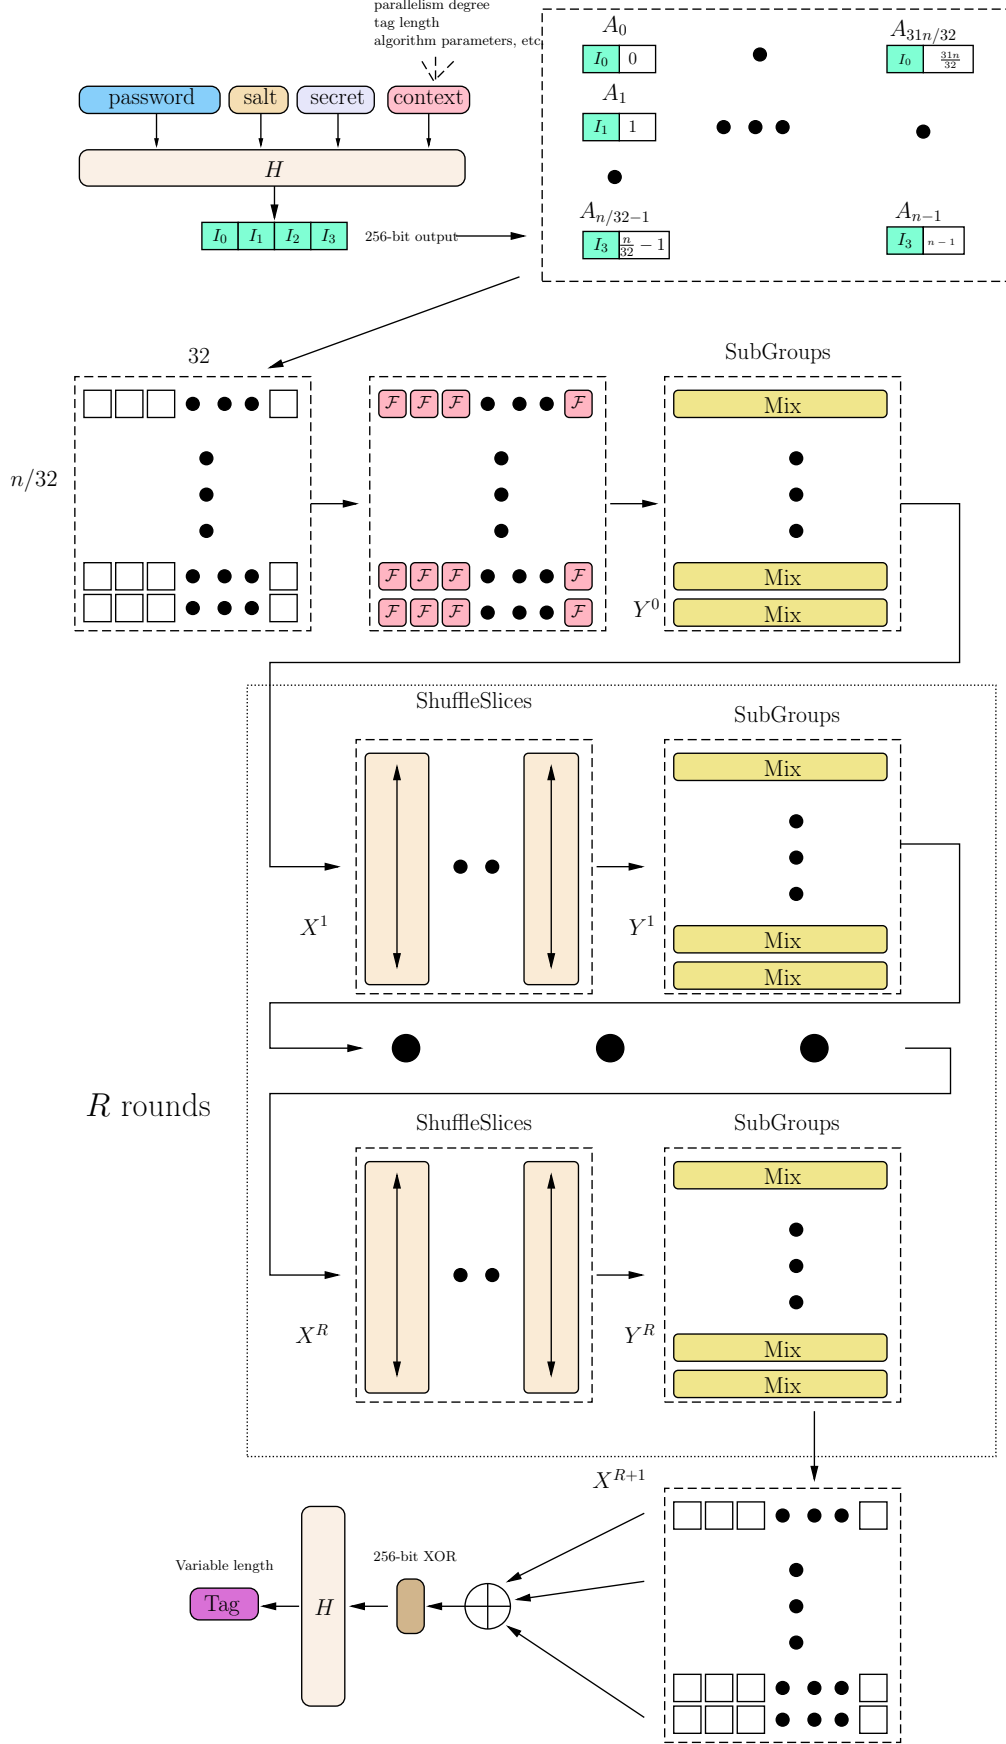 parallelism degree
tag length
algorithm parameters, etc.
password salt secret context
H
I₀ I₁ I₂ I₃ 256-bit output
A₀ A₃₁ₙ/₃₂
I₀ 0 I₀ 31n/32
A₁
I₁ 1
Aₙ/₃₂₋₁ Aₙ₋₁
I₃ n/32 − 1 I₃ n − 1
32 SubGroups
F F F F Mix
n/32
F F F F Mix
F F F F Y⁰ Mix
ShuffleSlices SubGroups
Mix
X¹ Y¹ Mix
Mix
R rounds
ShuffleSlices SubGroups
Mix
X^R Y^R Mix
Mix
X^{R+1}
Variable length 256-bit XOR
Tag H